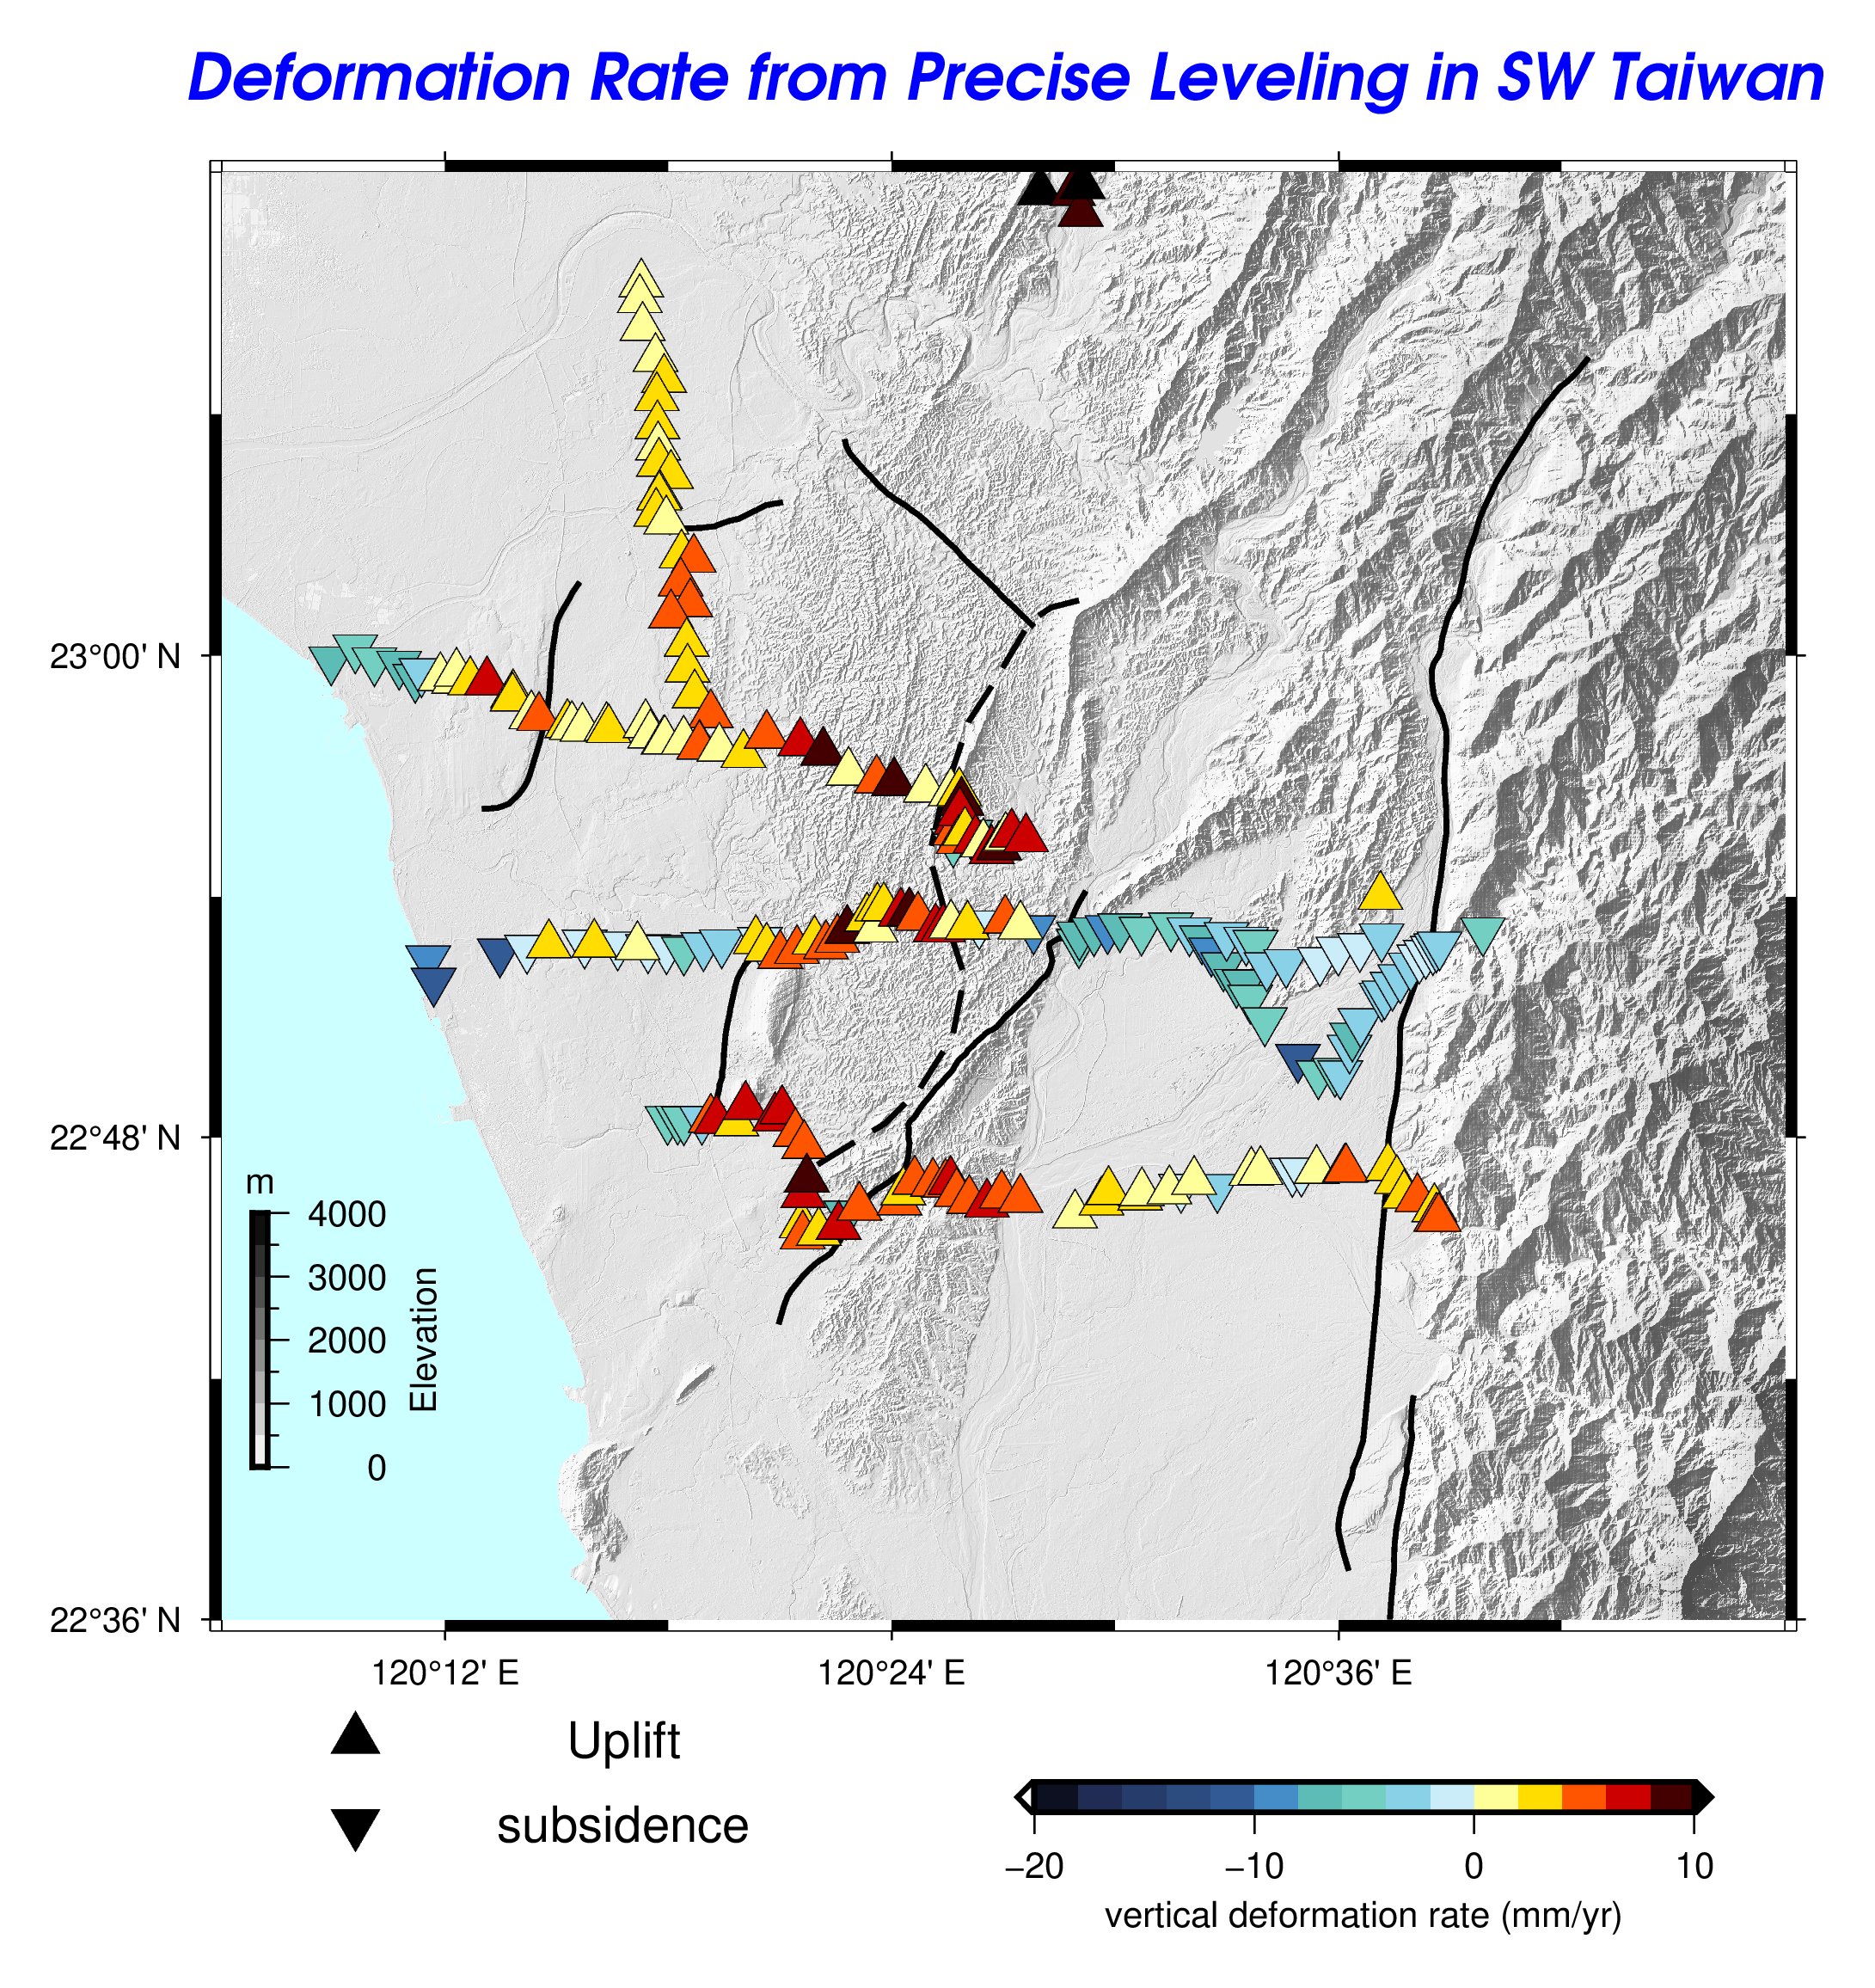 Deformation Rate from Precise Leveling in SW Taiwan
23°00' N
22°48' N
22°36' N
m
4000
3000
2000
1000
0
Elevation
120°12' E
120°24' E
120°36' E
Uplift
subsidence
−20
−10
0
10
vertical deformation rate (mm/yr)